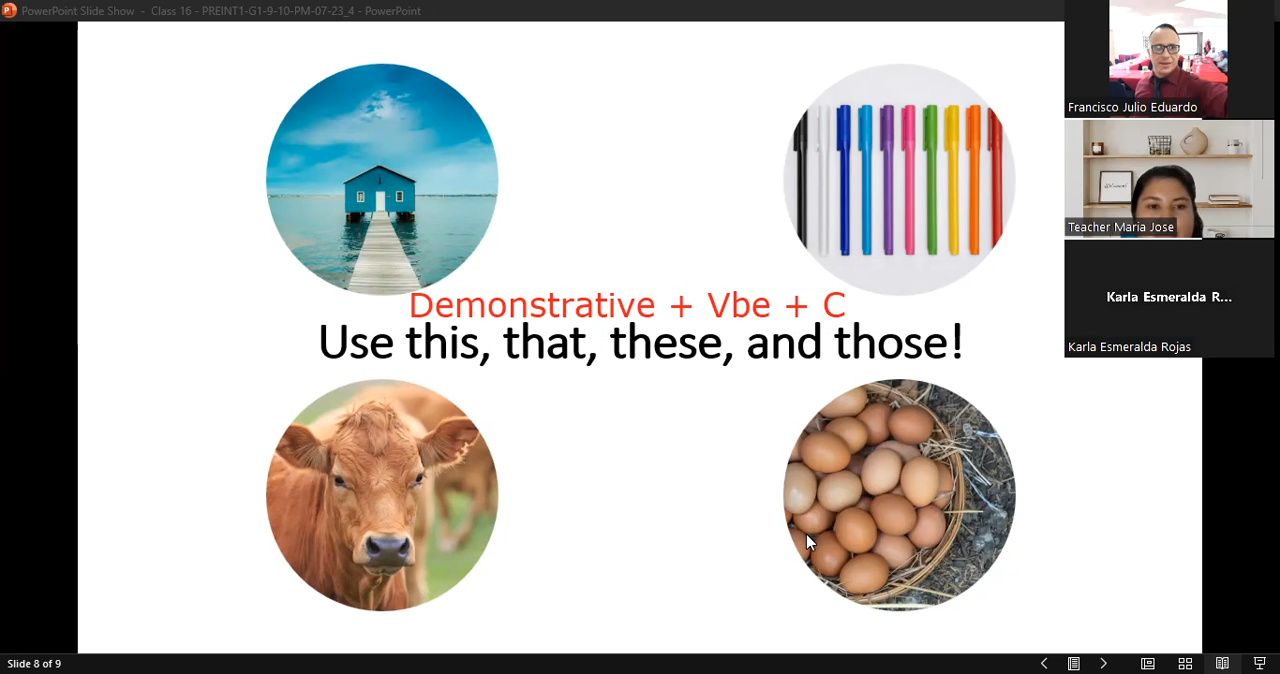 PowerPoint Slide Show - Class 16 - PREINT1-G1-9-10-PM-07-23_4 - PowerPoint
Demonstrative + Vbe + C
Use this, that, these, and those!
Francisco Julio Eduardo
Welcome!
Teacher Maria Jose
Karla Esmeralda R...
Karla Esmeralda Rojas
Slide 8 of 9